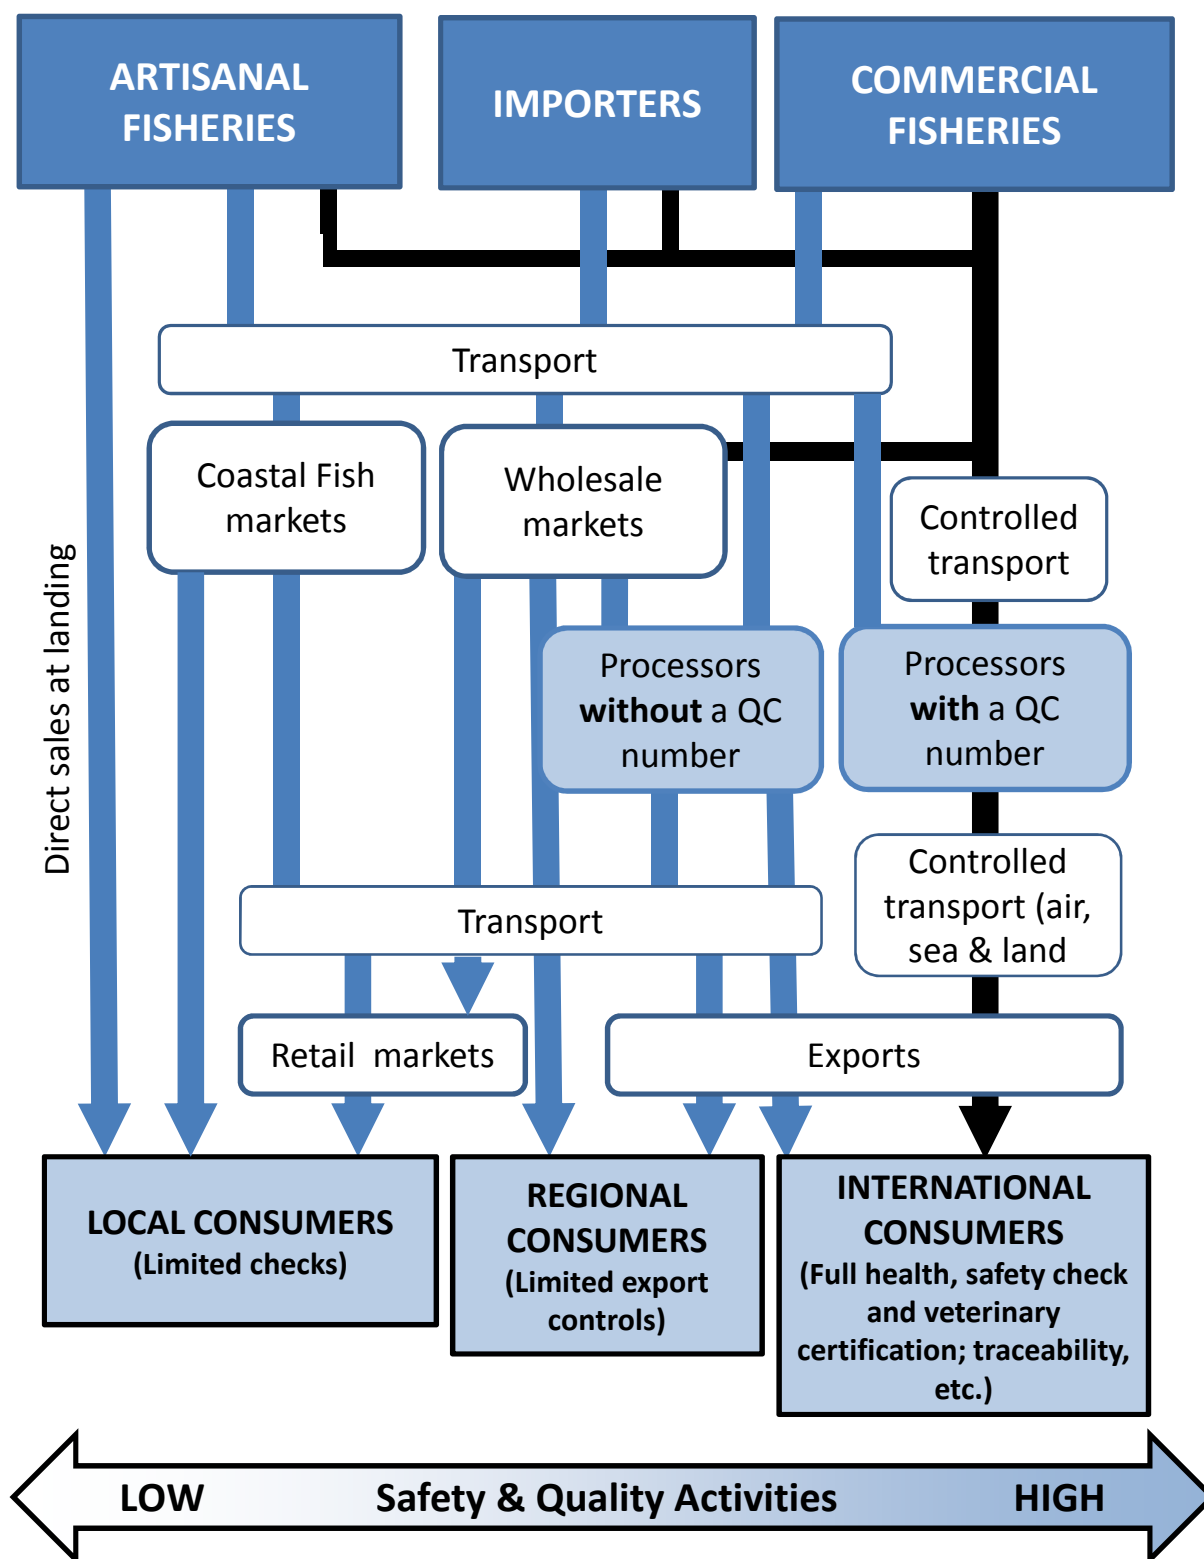 ARTISANAL
FISHERIES
IMPORTERS
COMMERCIAL
FISHERIES
Transport
Coastal Fish
markets
Wholesale
markets
Controlled
transport
Direct sales at landing
Processors
without a QC
number
Processors
with a QC
number
Controlled
transport (air,
sea & land
Transport
Retail  markets
Exports
LOCAL CONSUMERS
(Limited checks)
REGIONAL
CONSUMERS
(Limited export
controls)
INTERNATIONAL
CONSUMERS
(Full health, safety check
and veterinary
certification; traceability,
etc.)
LOW
Safety & Quality Activities
HIGH